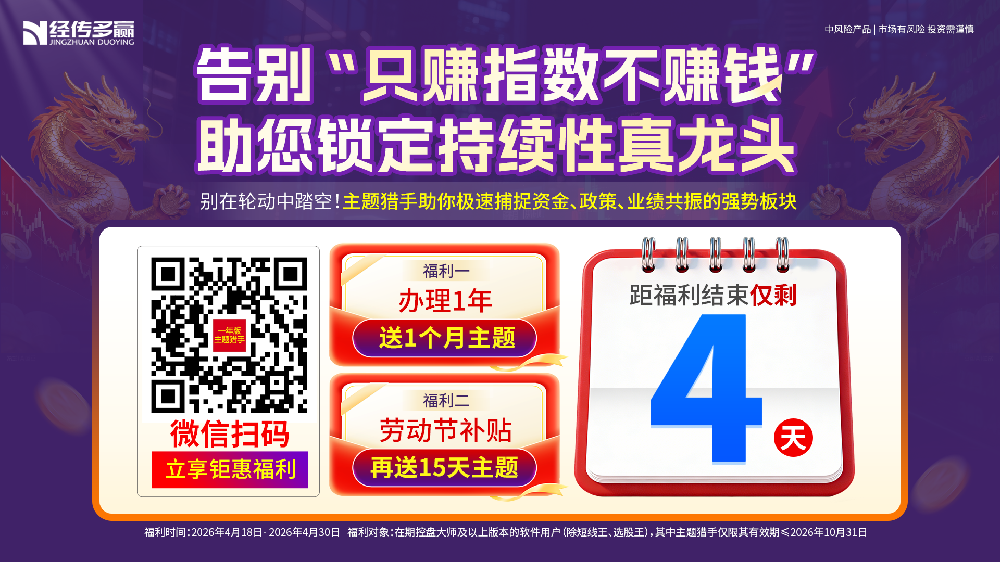 经传多赢
JINGZHUAN DUOYING
中风险产品 | 市场有风险 投资需谨慎
告别“只赚指数不赚钱”
助您锁定持续性真龙头
别在轮动中踏空！主题猎手助你极速捕捉资金、政策、业绩共振的强势板块
一年版
主题猎手
微信扫码
立享钜惠福利
福利一
办理1年
送1个月主题
福利二
劳动节补贴
再送15天主题
距福利结束仅剩
4
天
福利时间：2026年4月18日- 2026年4月30日 福利对象：在期控盘大师及以上版本的软件用户（除短线王、选股王），其中主题猎手仅限其有效期≤2026年10月31日